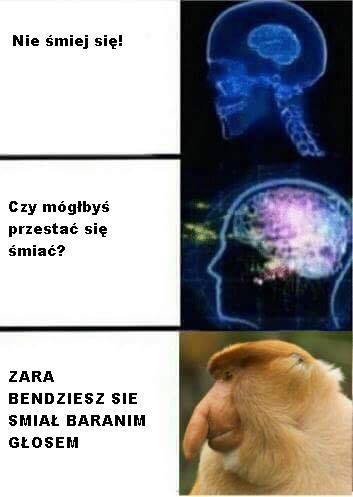 Nie śmiej się!
Czy mógłbyś
przestać się
śmiać?
ZARA
BENDZIESZ SIE
SMIAŁ BARANIM
GŁOSEM